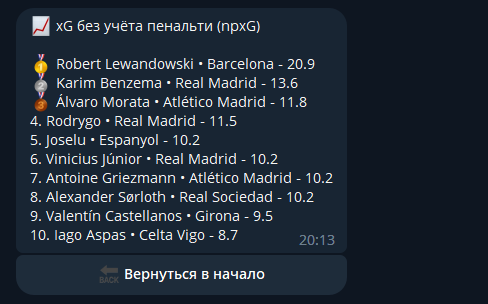 📈 xG без учёта пенальти (npxG)
🥇 Robert Lewandowski • Barcelona - 20.9
🥈 Karim Benzema • Real Madrid - 13.6
🥉 Álvaro Morata • Atlético Madrid - 11.8
4. Rodrygo • Real Madrid - 11.5
5. Joselu • Espanyol - 10.2
6. Vinicius Júnior • Real Madrid - 10.2
7. Antoine Griezmann • Atlético Madrid - 10.2
8. Alexander Sørloth • Real Sociedad - 10.2
9. Valentín Castellanos • Girona - 9.5
10. Iago Aspas • Celta Vigo - 8.7
20:13
🔙 Вернуться в начало